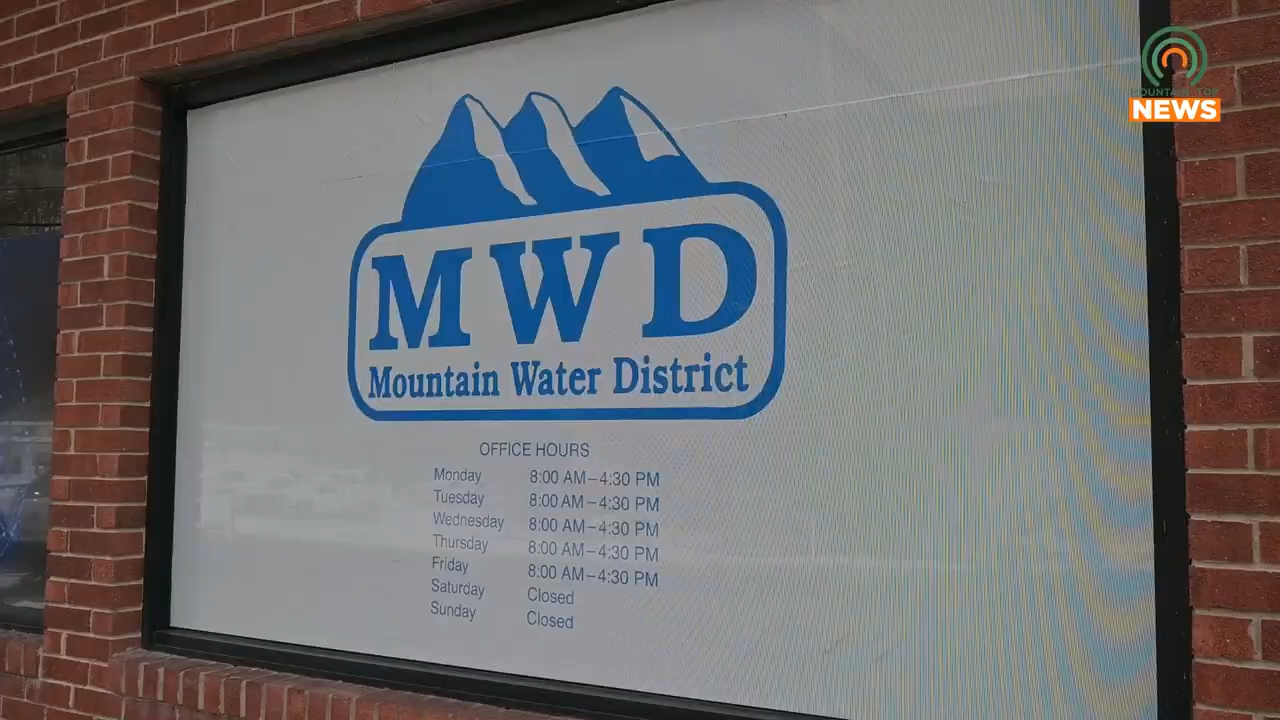 MOUNTAIN TOP
NEWS
MWD
Mountain Water District
OFFICE HOURS
Monday 8:00 AM–4:30 PM
Tuesday 8:00 AM–4:30 PM
Wednesday 8:00 AM–4:30 PM
Thursday 8:00 AM–4:30 PM
Friday 8:00 AM–4:30 PM
Saturday Closed
Sunday Closed